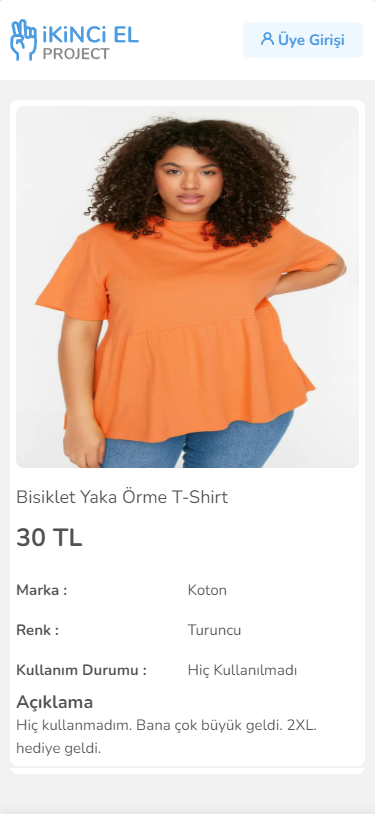 iKiNCi EL
PROJECT
Üye Girişi
Bisiklet Yaka Örme T-Shirt
30 TL
Marka : Koton
Renk : Turuncu
Kullanım Durumu : Hiç Kullanılmadı
Açıklama
Hiç kullanmadım. Bana çok büyük geldi. 2XL.
hediye geldi.